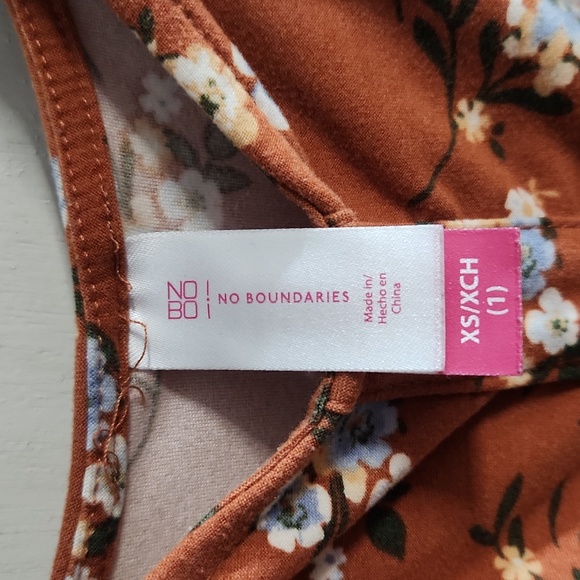 NO
BO
NO BOUNDARIES
Made in/
Hecho en
China
XS/XCH
(1)